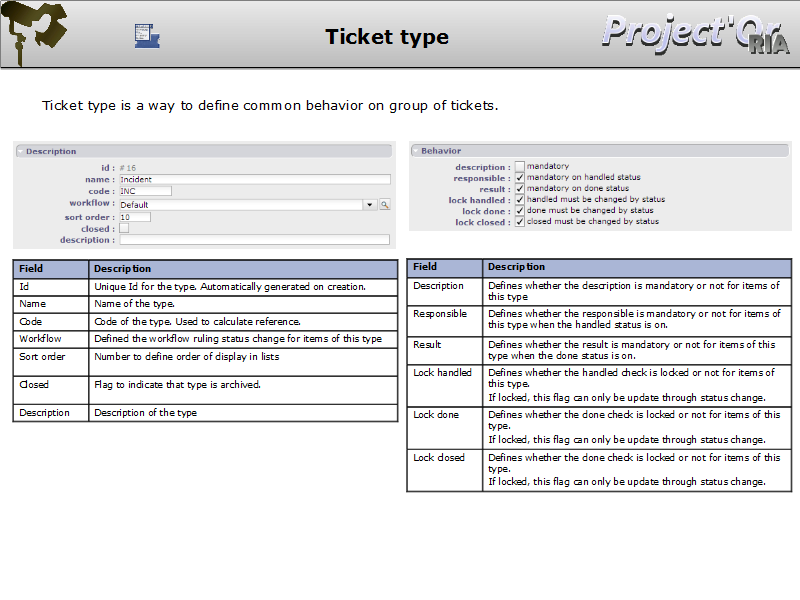 Ticket type
Project'Or
RIA
Ticket type is a way to define common behavior on group of tickets.
Description
id : # 16
name : Incident
code : INC
workflow : Default
sort order : 10
closed :
description :
Field Description
Id Unique Id for the type. Automatically generated on creation.
Name Name of the type.
Code Code of the type. Used to calculate reference.
Workflow Defined the workflow ruling status change for items of this type
Sort order Number to define order of display in lists
Closed Flag to indicate that type is archived.
Description Description of the type
Behavior
description : mandatory
responsible : mandatory on handled status
result : mandatory on done status
lock handled : handled must be changed by status
lock done : done must be changed by status
lock closed : closed must be changed by status
Field Description
Description Defines whether the description is mandatory or not for items of
this type
Responsible Defines whether the responsible is mandatory or not for items of
this type when the handled status is on.
Result Defines whether the result is mandatory or not for items of this
type when the done status is on.
Lock handled Defines whether the handled check is locked or not for items of
this type.
If locked, this flag can only be update through status change.
Lock done Defines whether the done check is locked or not for items of this
type.
If locked, this flag can only be update through status change.
Lock closed Defines whether the done check is locked or not for items of this
type.
If locked, this flag can only be update through status change.